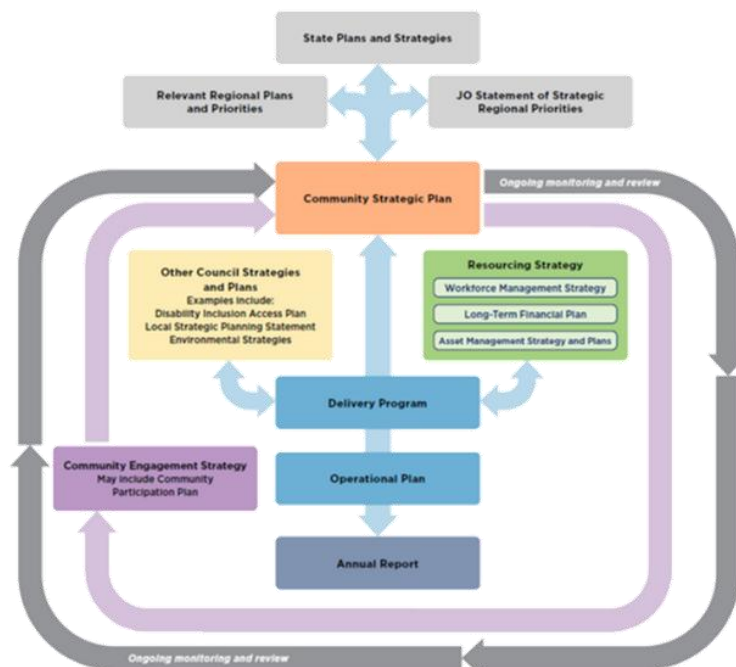 State Plans and Strategies
Relevant Regional Plans
and Priorities
JO Statement of Strategic
Regional Priorities
Community Strategic Plan
Ongoing monitoring and review
Other Council Strategies
and Plans
Examples include:
Disability Inclusion Access Plan
Local Strategic Planning Statement
Environmental Strategies
Resourcing Strategy
Workforce Management Strategy
Long-Term Financial Plan
Asset Management Strategy and Plans
Delivery Program
Community Engagement Strategy
May include Community
Participation Plan
Operational Plan
Annual Report
Ongoing monitoring and review